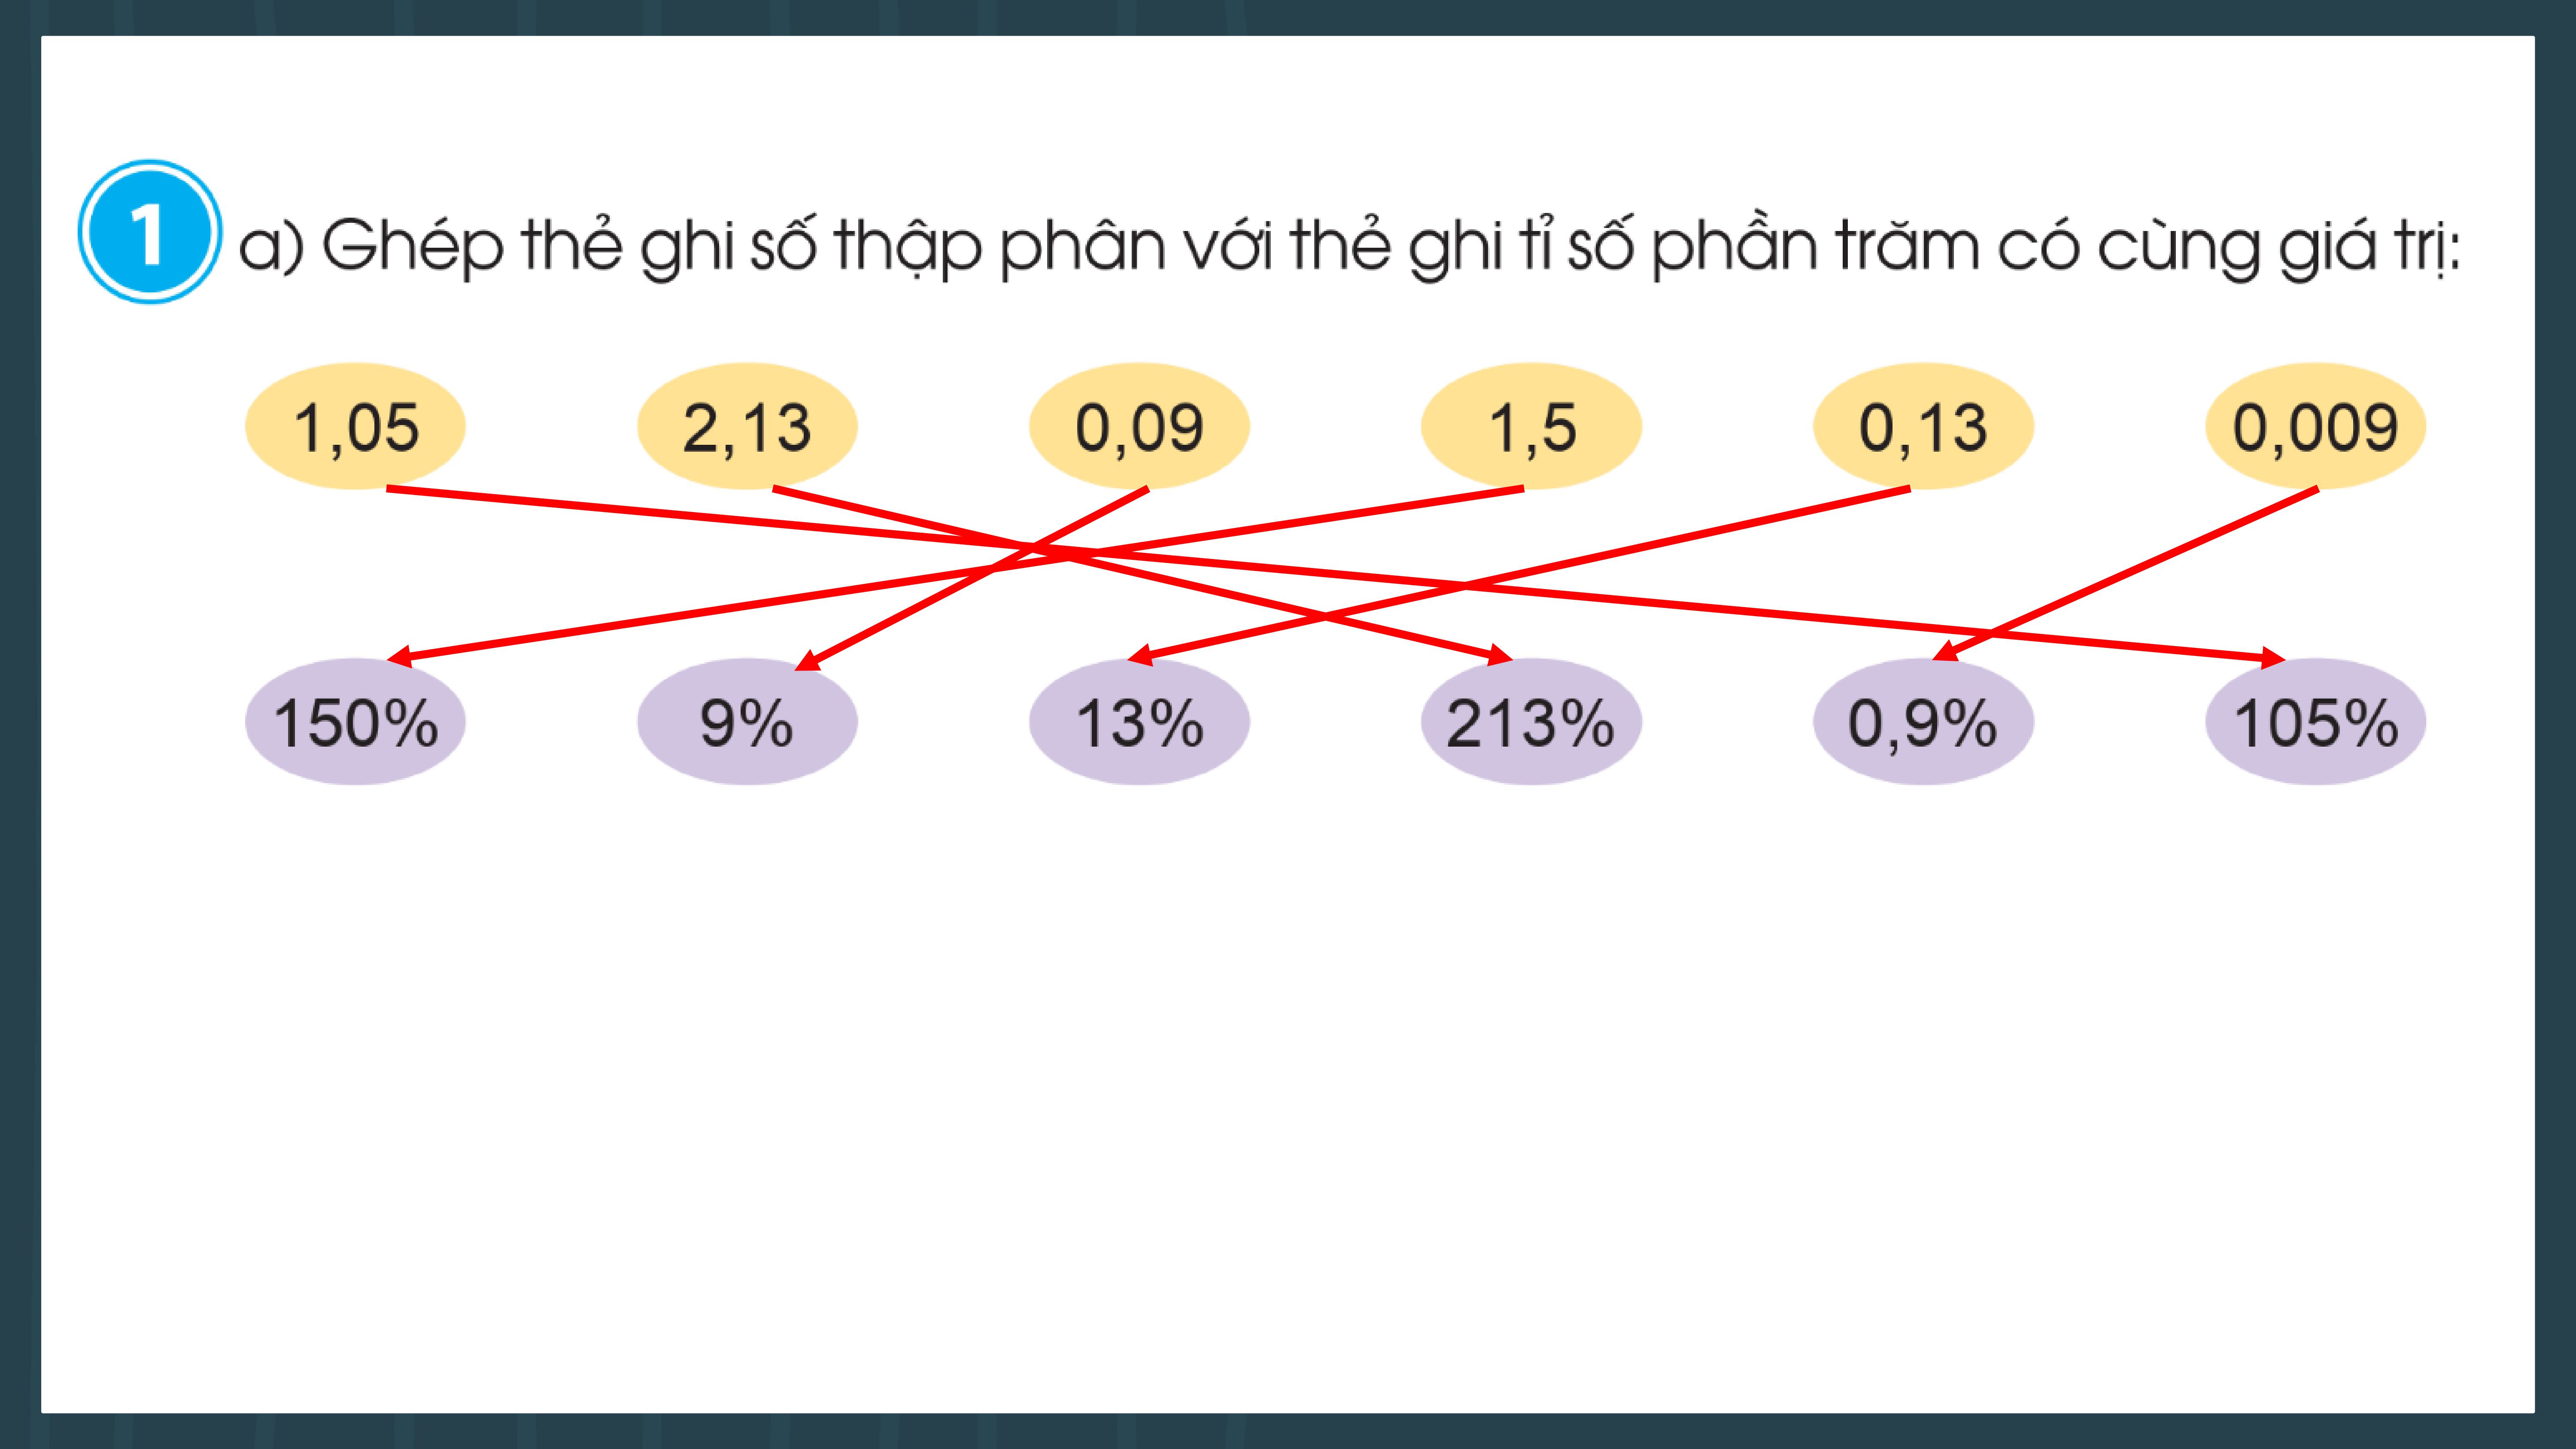 1 a) Ghép thẻ ghi số thập phân với thẻ ghi tỉ số phần trăm có cùng giá trị:
1,05 2,13 0,09 1,5 0,13 0,009
150% 9% 13% 213% 0,9% 105%